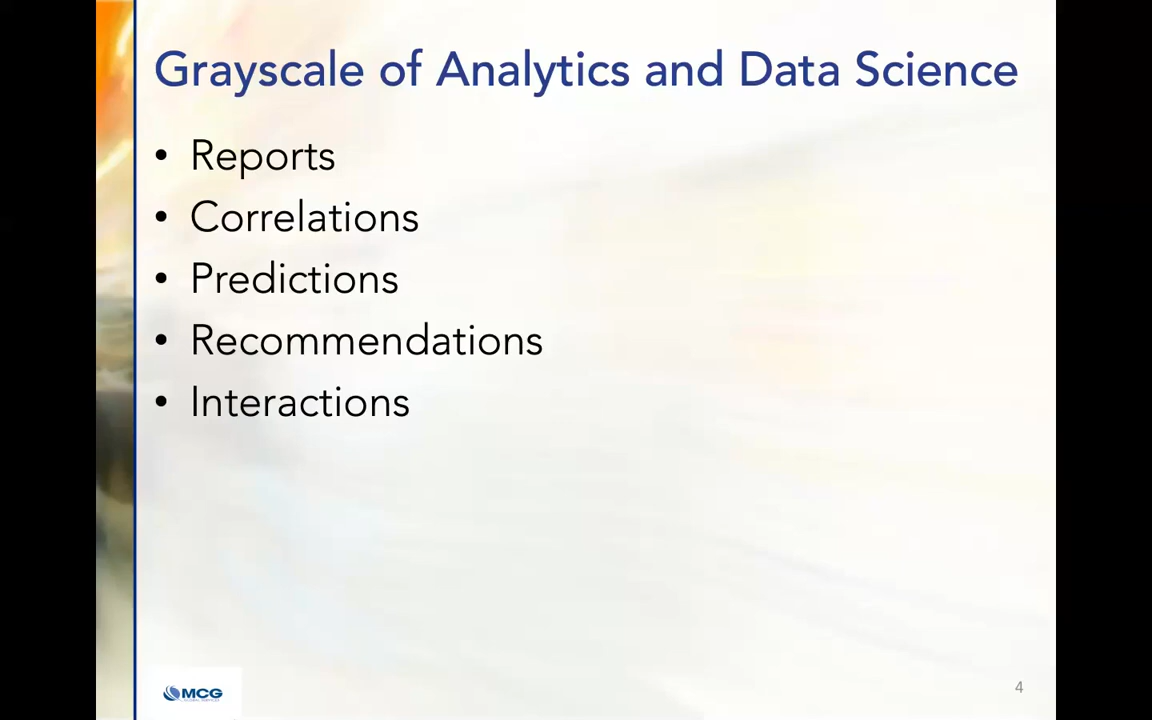 Grayscale of Analytics and Data Science
• Reports
• Correlations
• Predictions
• Recommendations
• Interactions
MCG
4